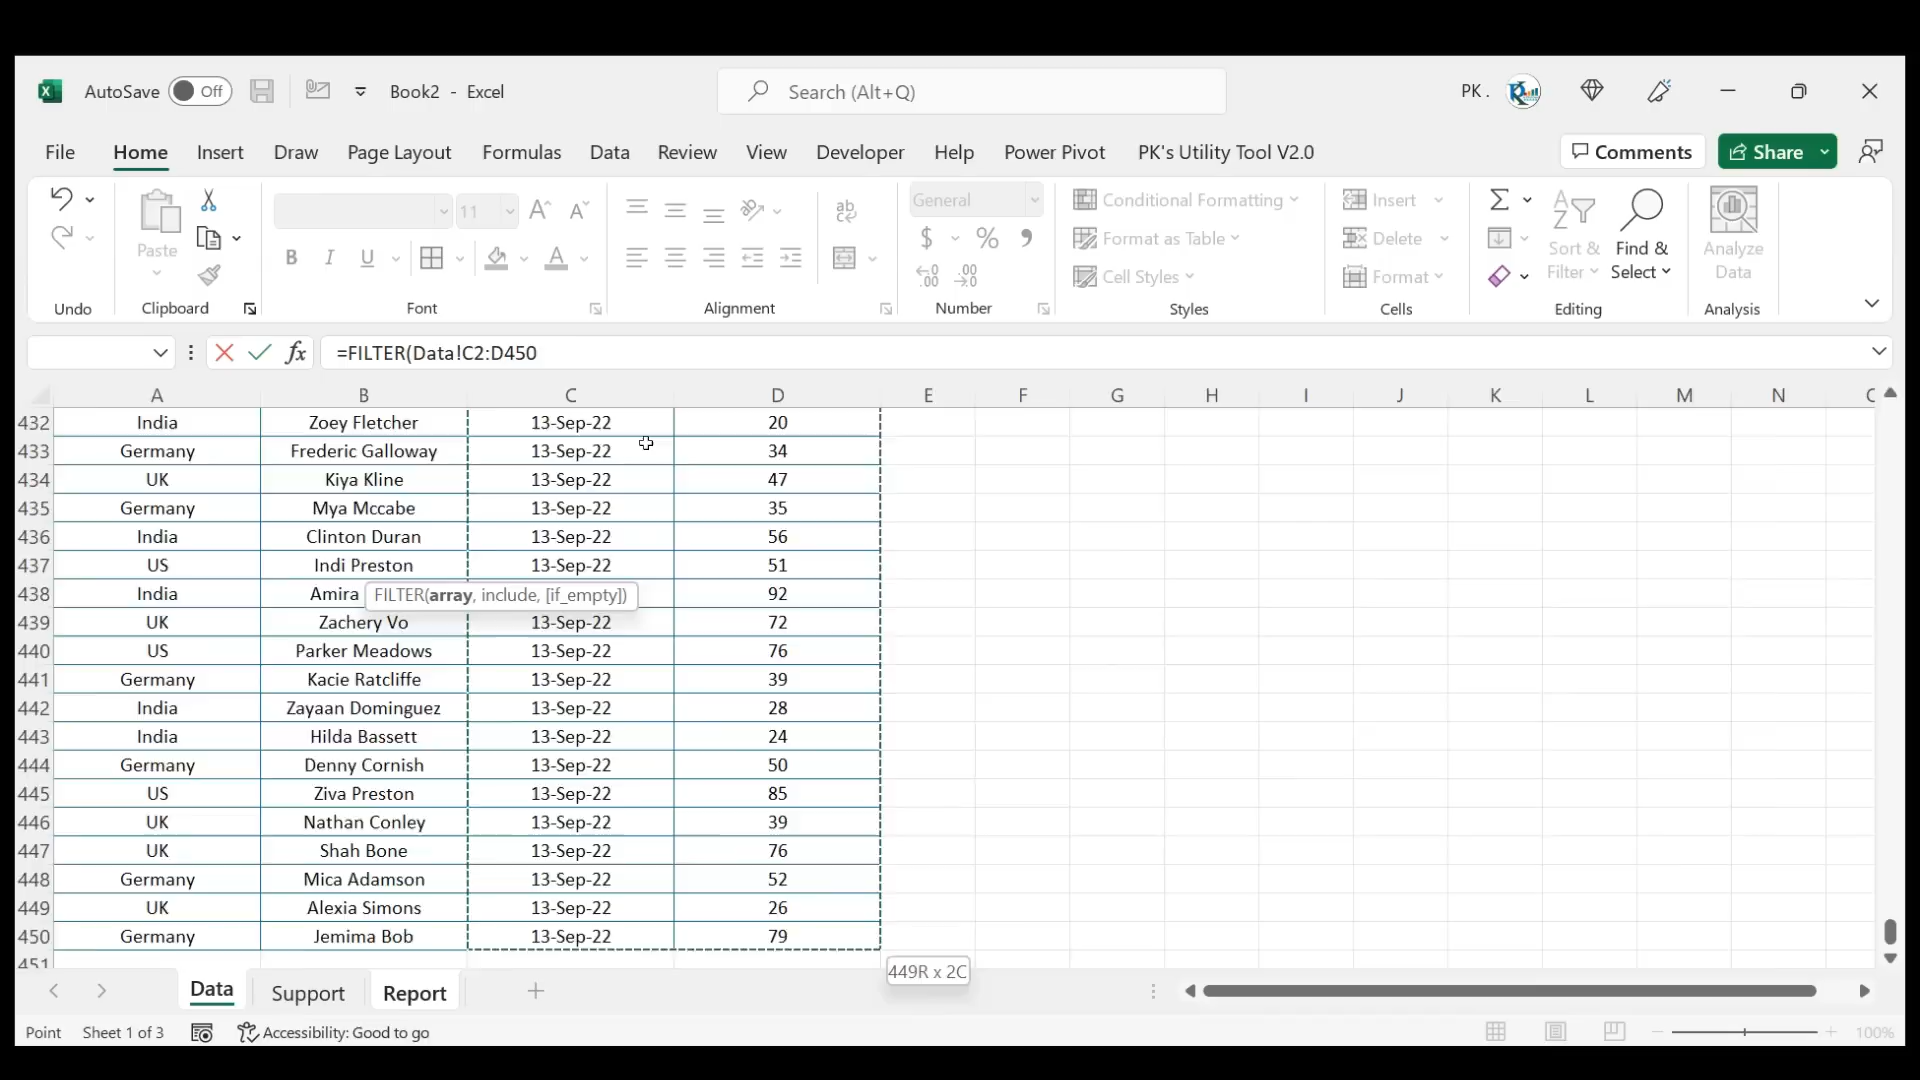 AutoSave Off Book2 - Excel Search (Alt+Q) PK .
File Home Insert Draw Page Layout Formulas Data Review View Developer Help Power Pivot PK's Utility Tool V2.0 Comments Share
Undo
Paste
Clipboard
11
B I U
Font
ab
Alignment
General
$ % ,
Number
Conditional Formatting
Format as Table
Cell Styles
Styles
Insert
Delete
Format
Cells
Sort & Filter
Find & Select
Editing
Analyze Data
Analysis
=FILTER(Data!C2:D450
A B C D E F G H I J K L M N
432 India Zoey Fletcher 13-Sep-22 20
433 Germany Frederic Galloway 13-Sep-22 34
434 UK Kiya Kline 13-Sep-22 47
435 Germany Mya Mccabe 13-Sep-22 35
436 India Clinton Duran 13-Sep-22 56
437 US Indi Preston 13-Sep-22 51
438 India Amira 92
FILTER(array, include, [if_empty])
439 UK Zachery Vo 13-Sep-22 72
440 US Parker Meadows 13-Sep-22 76
441 Germany Kacie Ratcliffe 13-Sep-22 39
442 India Zayaan Dominguez 13-Sep-22 28
443 India Hilda Bassett 13-Sep-22 24
444 Germany Denny Cornish 13-Sep-22 50
445 US Ziva Preston 13-Sep-22 85
446 UK Nathan Conley 13-Sep-22 39
447 UK Shah Bone 13-Sep-22 76
448 Germany Mica Adamson 13-Sep-22 52
449 UK Alexia Simons 13-Sep-22 26
450 Germany Jemima Bob 13-Sep-22 79
451
449R x 2C
Data Support Report
Point Sheet 1 of 3 Accessibility: Good to go 100%